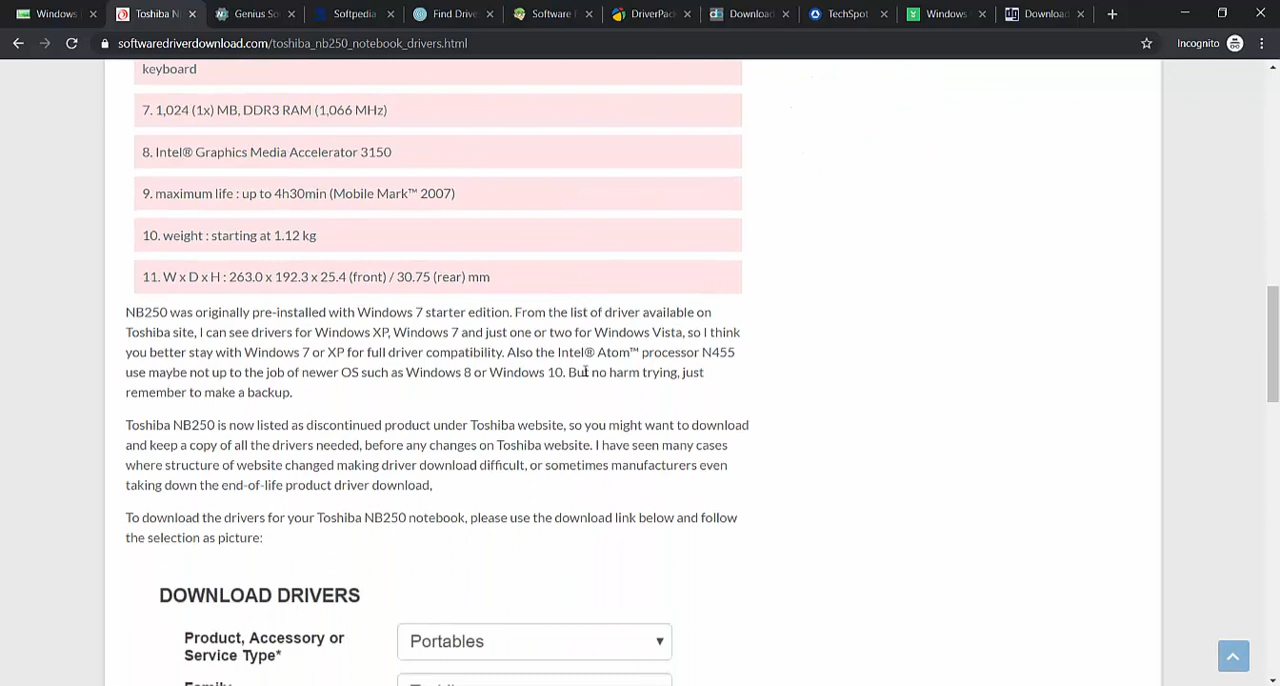 Windows
Toshiba N
Genius So
Softpedia
Find Drive
Software F
DriverPac
Download
TechSpot
Windows
Download
softwaredriverdownload.com/toshiba_nb250_notebook_drivers.html
Incognito
keyboard
7. 1,024 (1x) MB, DDR3 RAM (1,066 MHz)
8. Intel® Graphics Media Accelerator 3150
9. maximum life : up to 4h30min (Mobile Mark™ 2007)
10. weight : starting at 1.12 kg
11. W x D x H : 263.0 x 192.3 x 25.4 (front) / 30.75 (rear) mm
NB250 was originally pre-installed with Windows 7 starter edition. From the list of driver available on
Toshiba site, I can see drivers for Windows XP, Windows 7 and just one or two for Windows Vista, so I think
you better stay with Windows 7 or XP for full driver compatibility. Also the Intel® Atom™ processor N455
use maybe not up to the job of newer OS such as Windows 8 or Windows 10. But no harm trying, just
remember to make a backup.
Toshiba NB250 is now listed as discontinued product under Toshiba website, so you might want to download
and keep a copy of all the drivers needed, before any changes on Toshiba website. I have seen many cases
where structure of website changed making driver download difficult, or sometimes manufacturers even
taking down the end-of-life product driver download,
To download the drivers for your Toshiba NB250 notebook, please use the download link below and follow
the selection as picture:
DOWNLOAD DRIVERS
Product, Accessory or
Service Type*
Portables